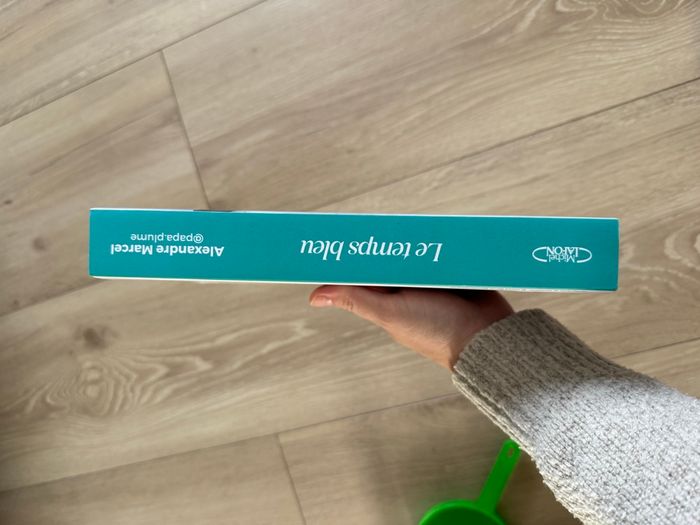 Michel
LAFON
Le temps bleu
Alexandre Marcel
@papa.plume